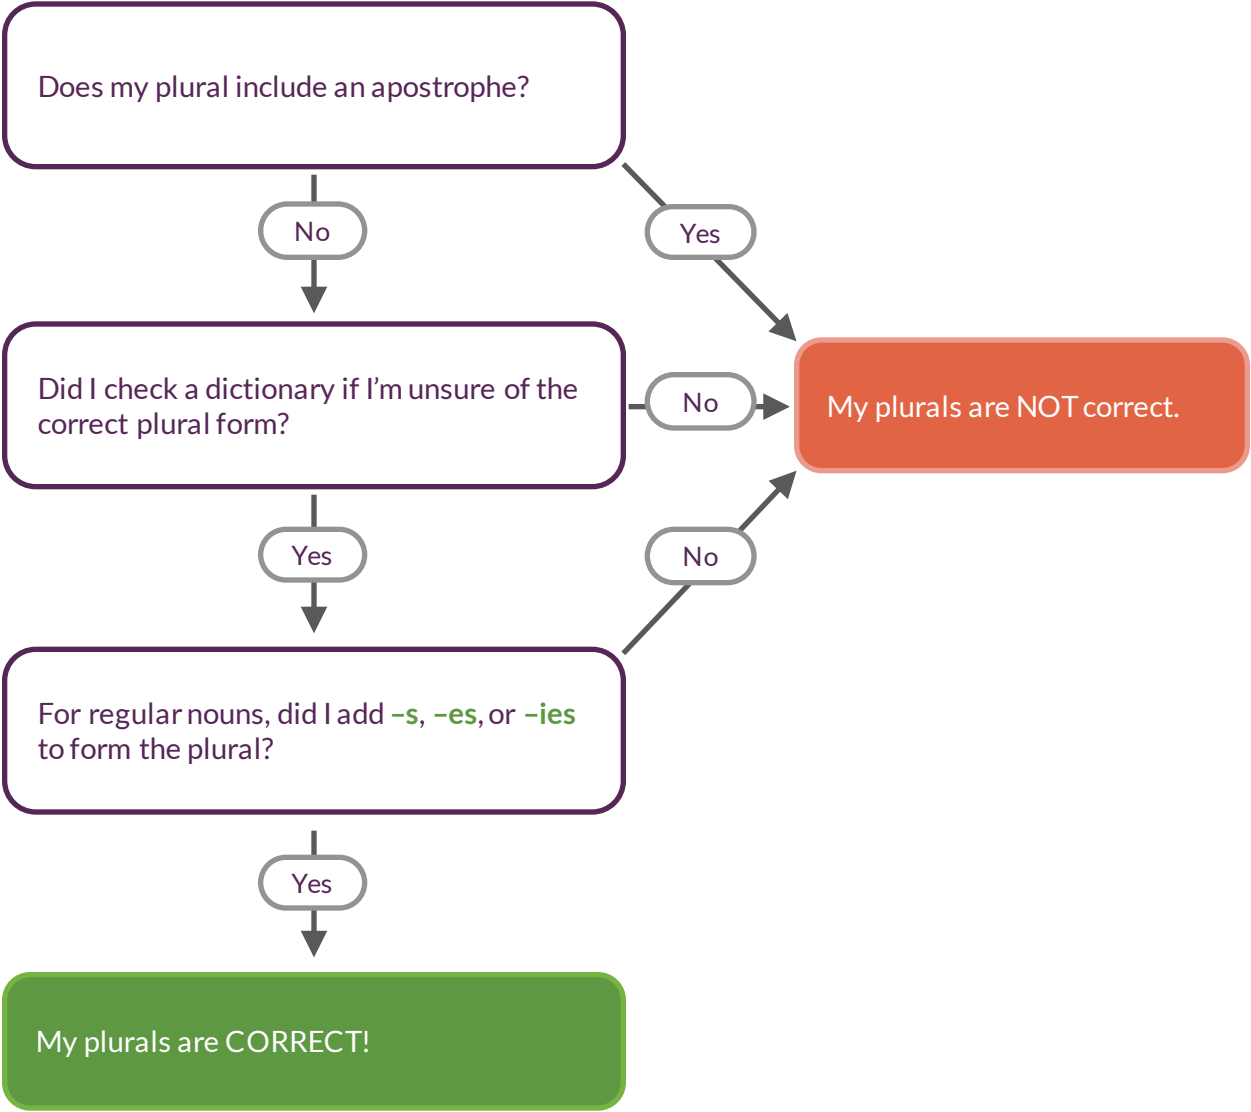 Does my plural include an apostrophe?
No
Yes
Did I check a dictionary if I’m unsure of the
correct plural form?
No
My plurals are NOT correct.
Yes
No
For regular nouns, did I add –s, –es, or –ies
to form the plural?
Yes
My plurals are CORRECT!